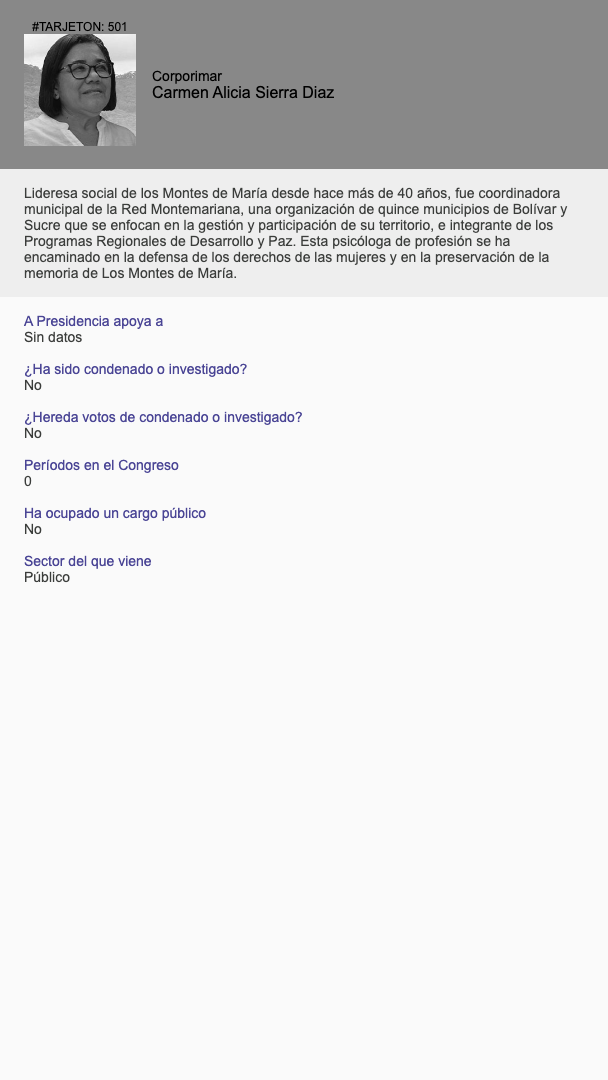 #TARJETON: 501
Corporimar
Carmen Alicia Sierra Diaz
Lideresa social de los Montes de María desde hace más de 40 años, fue coordinadora
municipal de la Red Montemariana, una organización de quince municipios de Bolívar y
Sucre que se enfocan en la gestión y participación de su territorio, e integrante de los
Programas Regionales de Desarrollo y Paz. Esta psicóloga de profesión se ha
encaminado en la defensa de los derechos de las mujeres y en la preservación de la
memoria de Los Montes de María.
A Presidencia apoya a
Sin datos
¿Ha sido condenado o investigado?
No
¿Hereda votos de condenado o investigado?
No
Períodos en el Congreso
0
Ha ocupado un cargo público
No
Sector del que viene
Público